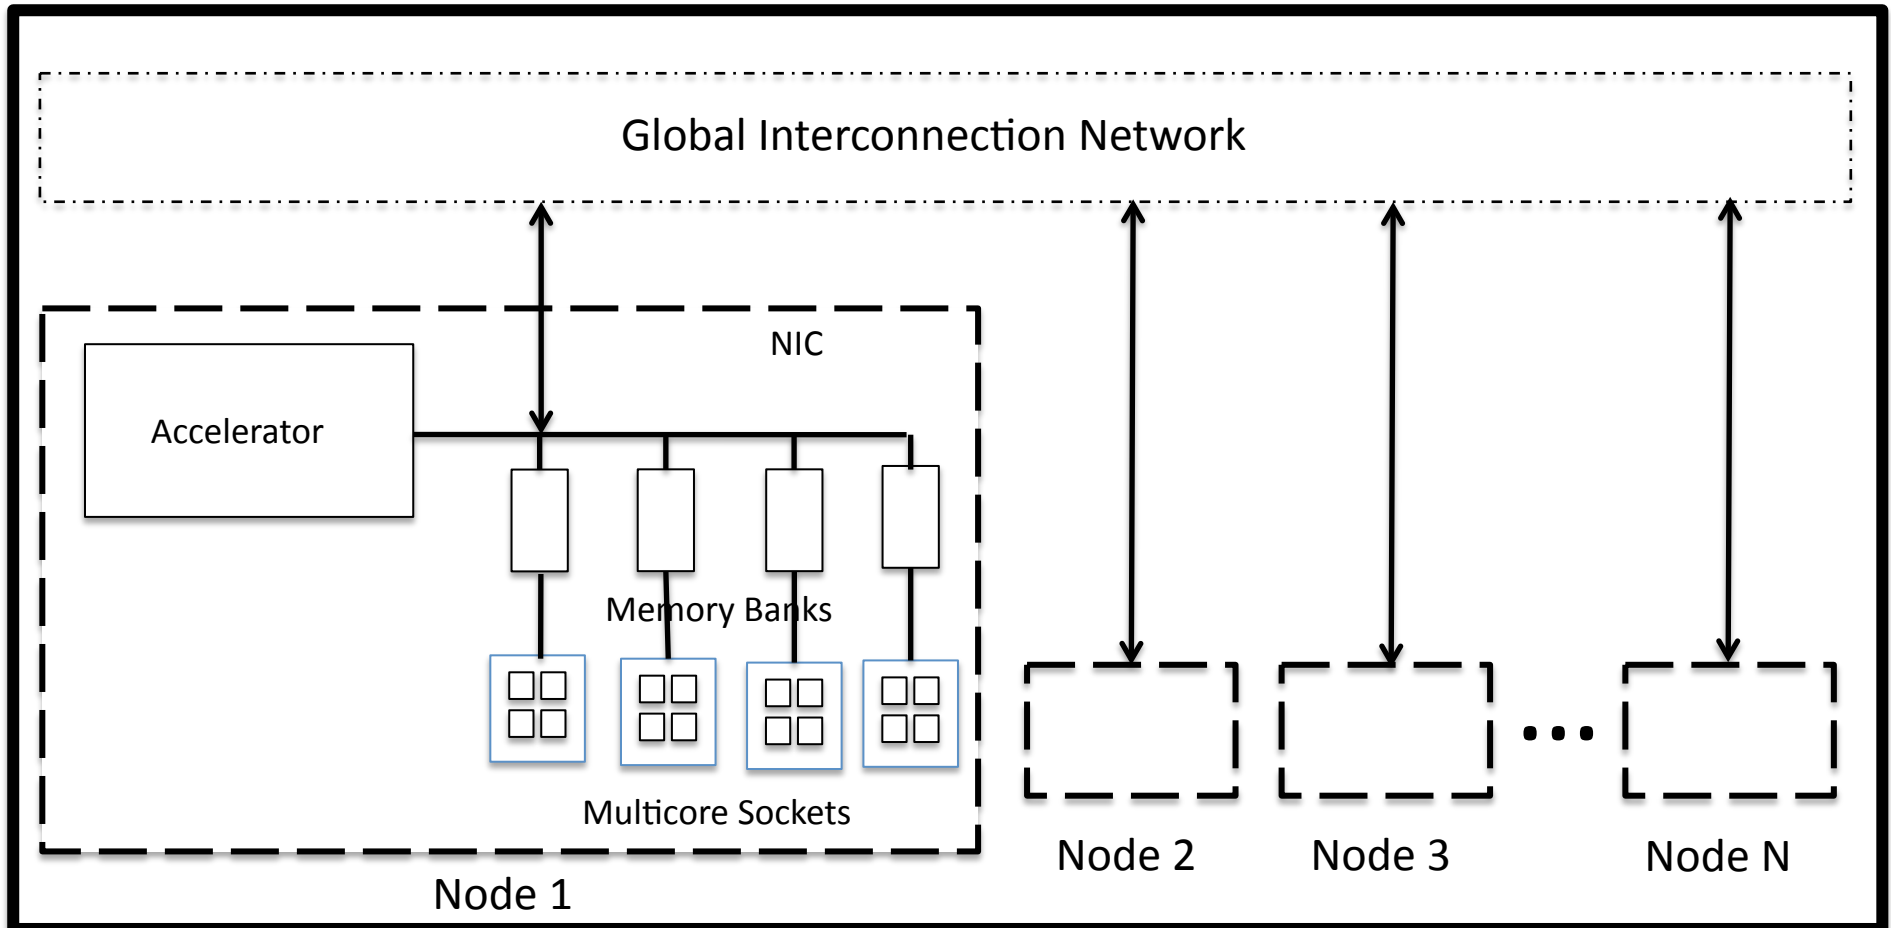 Global Interconnection Network
NIC
Accelerator
Memory Banks
Multicore Sockets
Node 1
Node 2
Node 3
Node N